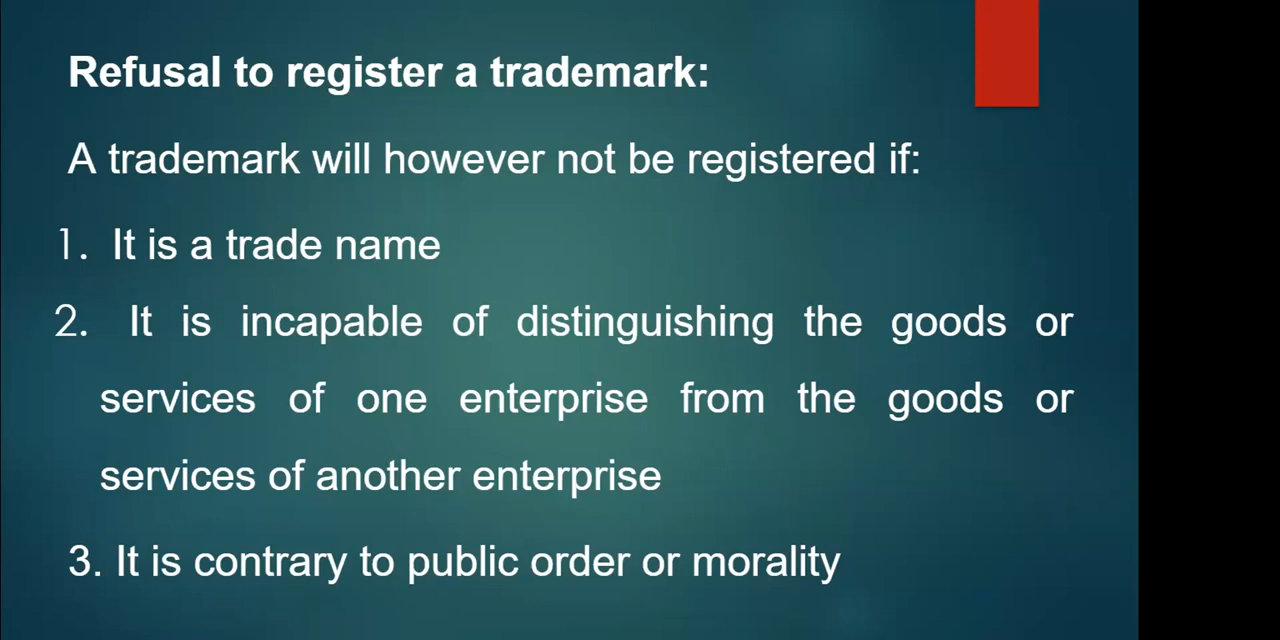 Refusal to register a trademark:
A trademark will however not be registered if:
1. It is a trade name
2. It is incapable of distinguishing the goods or
services of one enterprise from the goods or
services of another enterprise
3. It is contrary to public order or morality